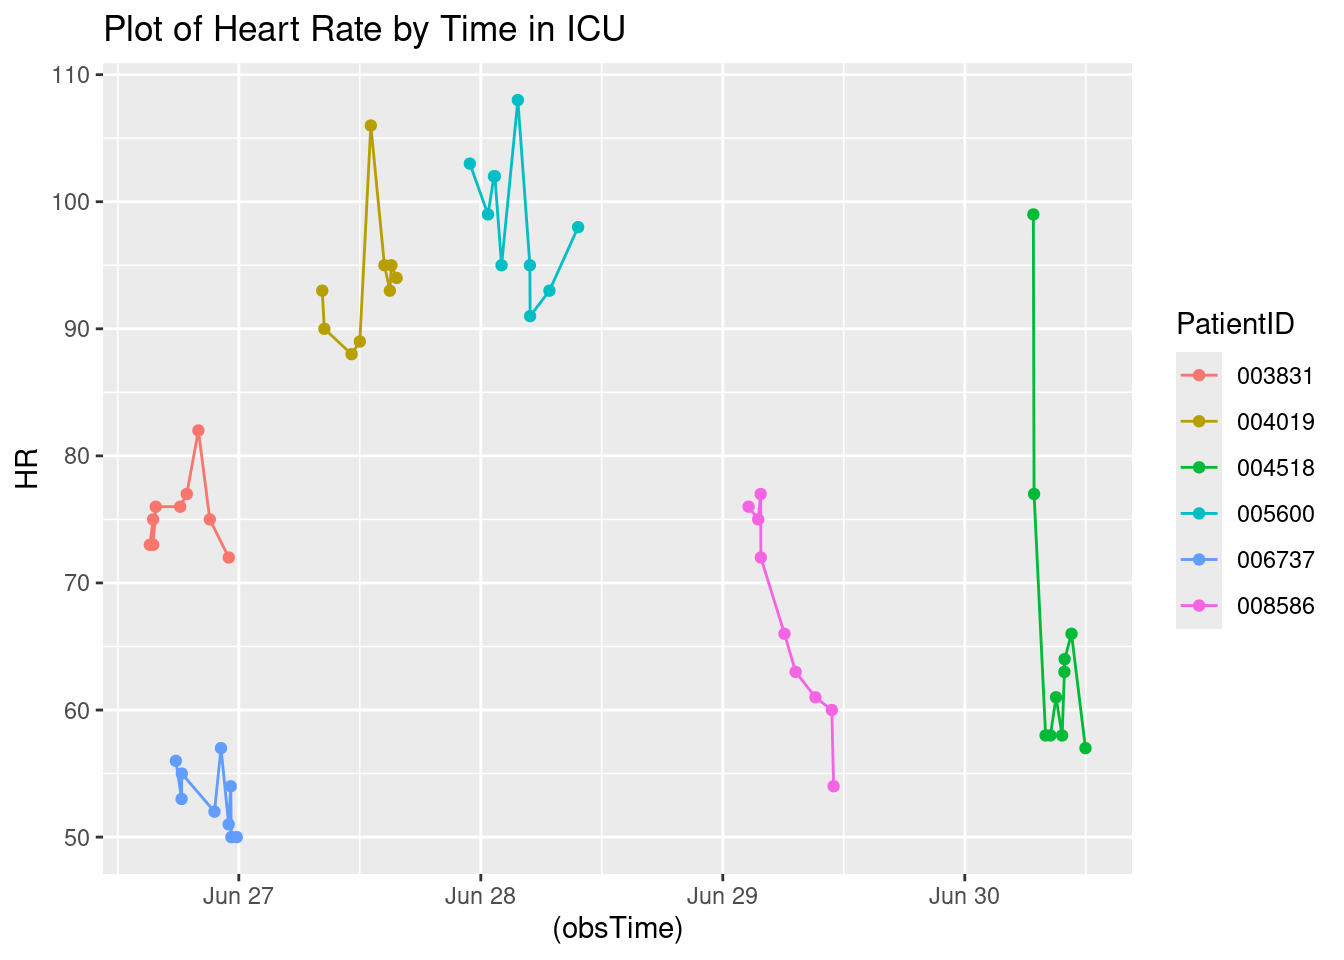 Plot of Heart Rate by Time in ICU
110
100
90
80
70
60
50
HR
Jun 27
Jun 28
Jun 29
Jun 30
(obsTime)
PatientID
003831
004019
004518
005600
006737
008586